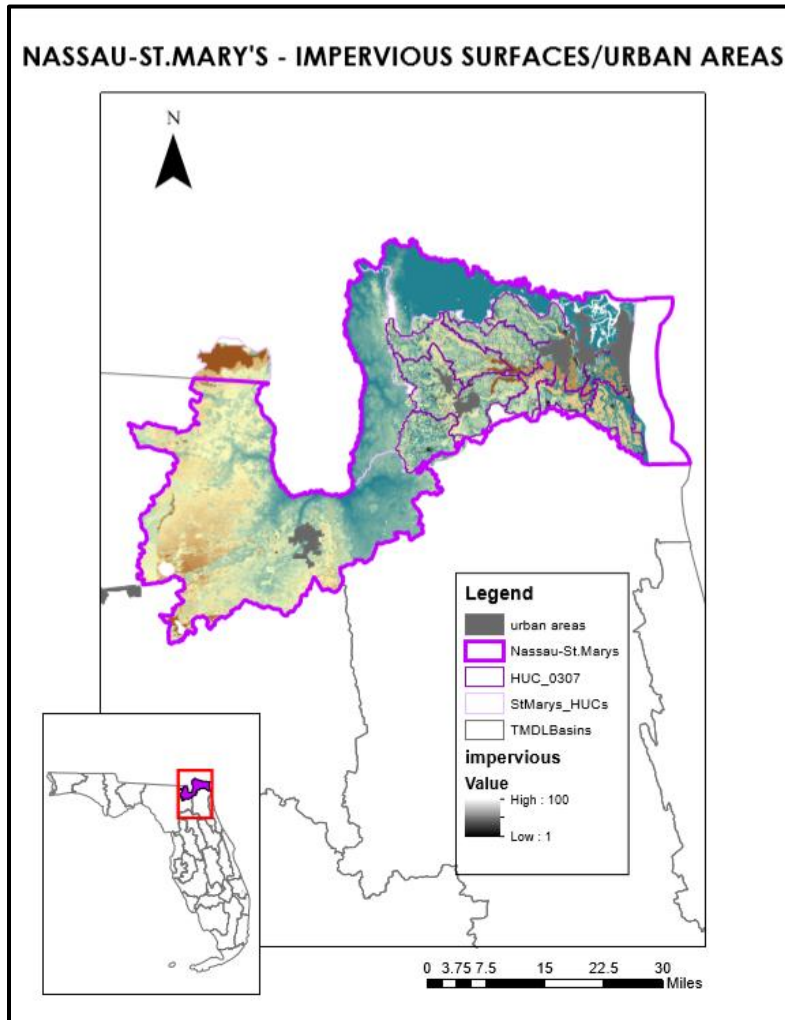 NASSAU-ST.MARY'S - IMPERVIOUS SURFACES/URBAN AREAS
N
Legend
urban areas
Nassau-St.Marys
HUC_0307
StMarys_HUCs
TMDLBasins
impervious
Value
High : 100
Low : 1
0 3.75 7.5 15 22.5 30
Miles